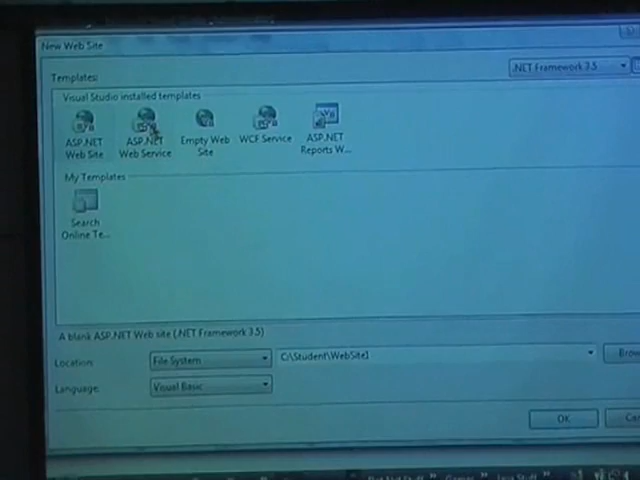 New Web Site
Templates:
.NET Framework 3.5
Visual Studio installed templates
ASP.NET Web Site
ASP.NET Web Service
Empty Web Site
WCF Service
ASP.NET Reports W...
My Templates
Search Online Te...
A blank ASP.NET Web site (.NET Framework 3.5)
Location:
File System
C:\Student\WebSite1
Brow
Language:
Visual Basic
OK
Ca